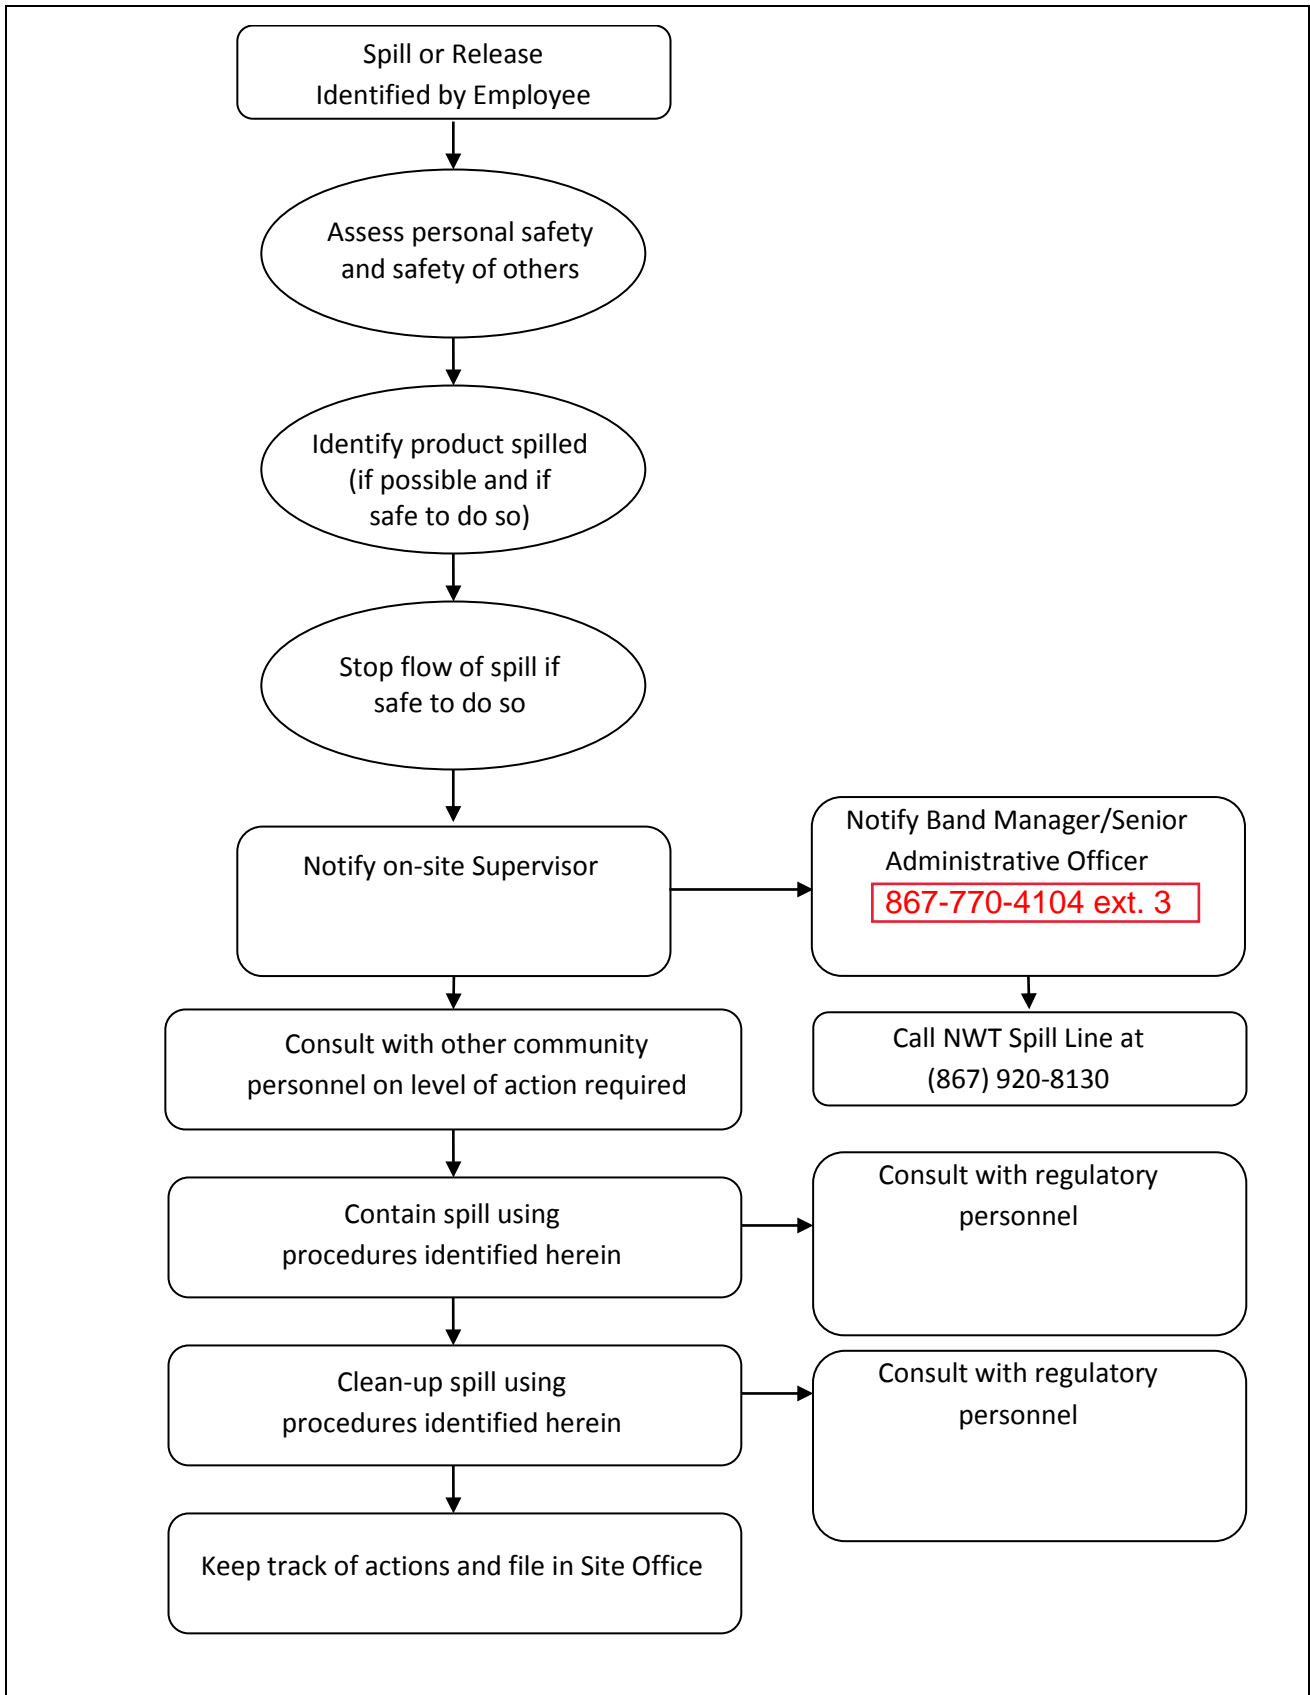 Spill or Release
Identified by Employee
Assess personal safety
and safety of others
Identify product spilled
(if possible and if
safe to do so)
Stop flow of spill if
safe to do so
Notify on-site Supervisor
Notify Band Manager/Senior
Administrative Officer
867-770-4104 ext. 3
Call NWT Spill Line at
(867) 920-8130
Consult with other community
personnel on level of action required
Contain spill using
procedures identified herein
Consult with regulatory
personnel
Clean-up spill using
procedures identified herein
Consult with regulatory
personnel
Keep track of actions and file in Site Office